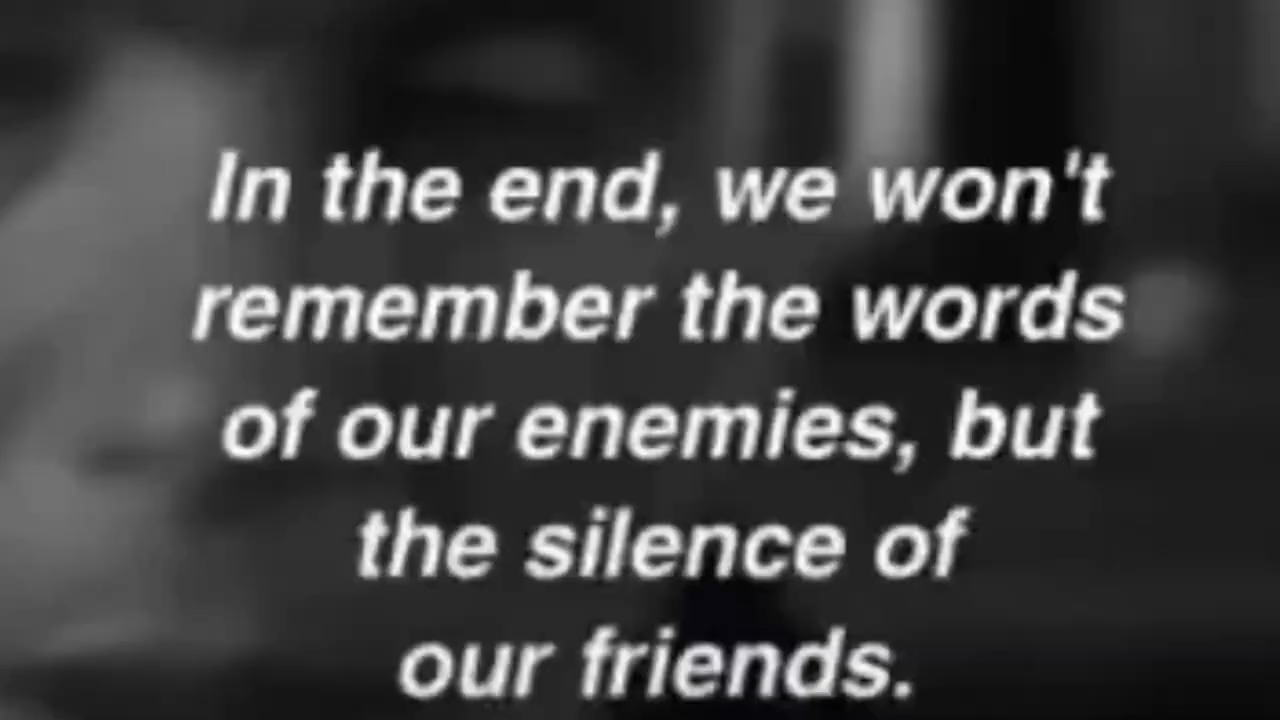 In the end, we won't
remember the words
of our enemies, but
the silence of
our friends.